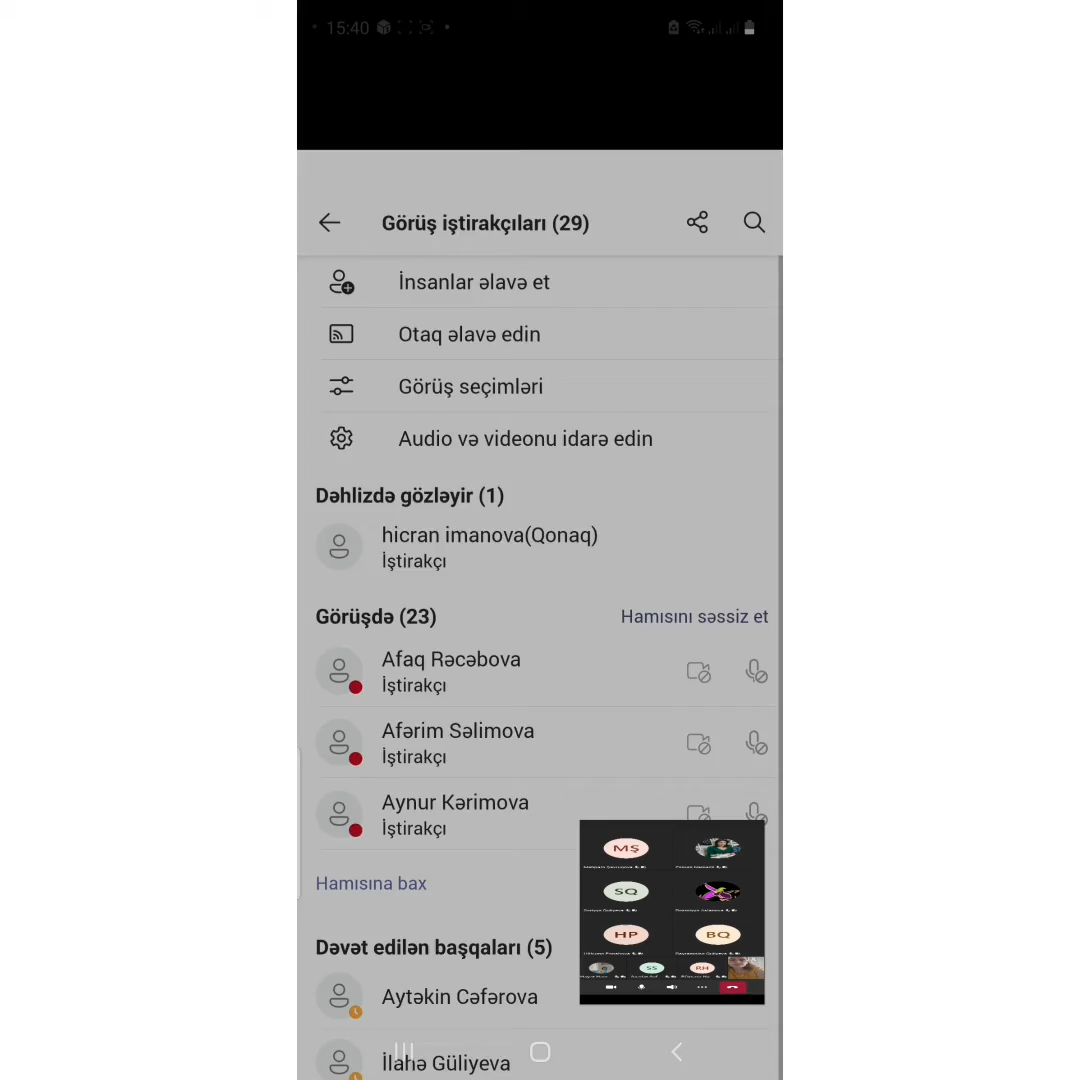 15:40
Görüş iştirakçıları (29)
İnsanlar əlavə et
Otaq əlavə edin
Görüş seçimləri
Audio və videonu idarə edin
Dəhlizdə gözləyir (1)
hicran imanova(Qonaq)
İştirakçı
Görüşdə (23)
Hamısını səssiz et
Afaq Rəcəbova
İştirakçı
Afərim Səlimova
İştirakçı
Aynur Kərimova
İştirakçı
Hamısına bax
Dəvət edilən başqaları (5)
Aytəkin Cəfərova
İlahə Güliyeva
MŞ
SQ
HP
BQ
SS
RH